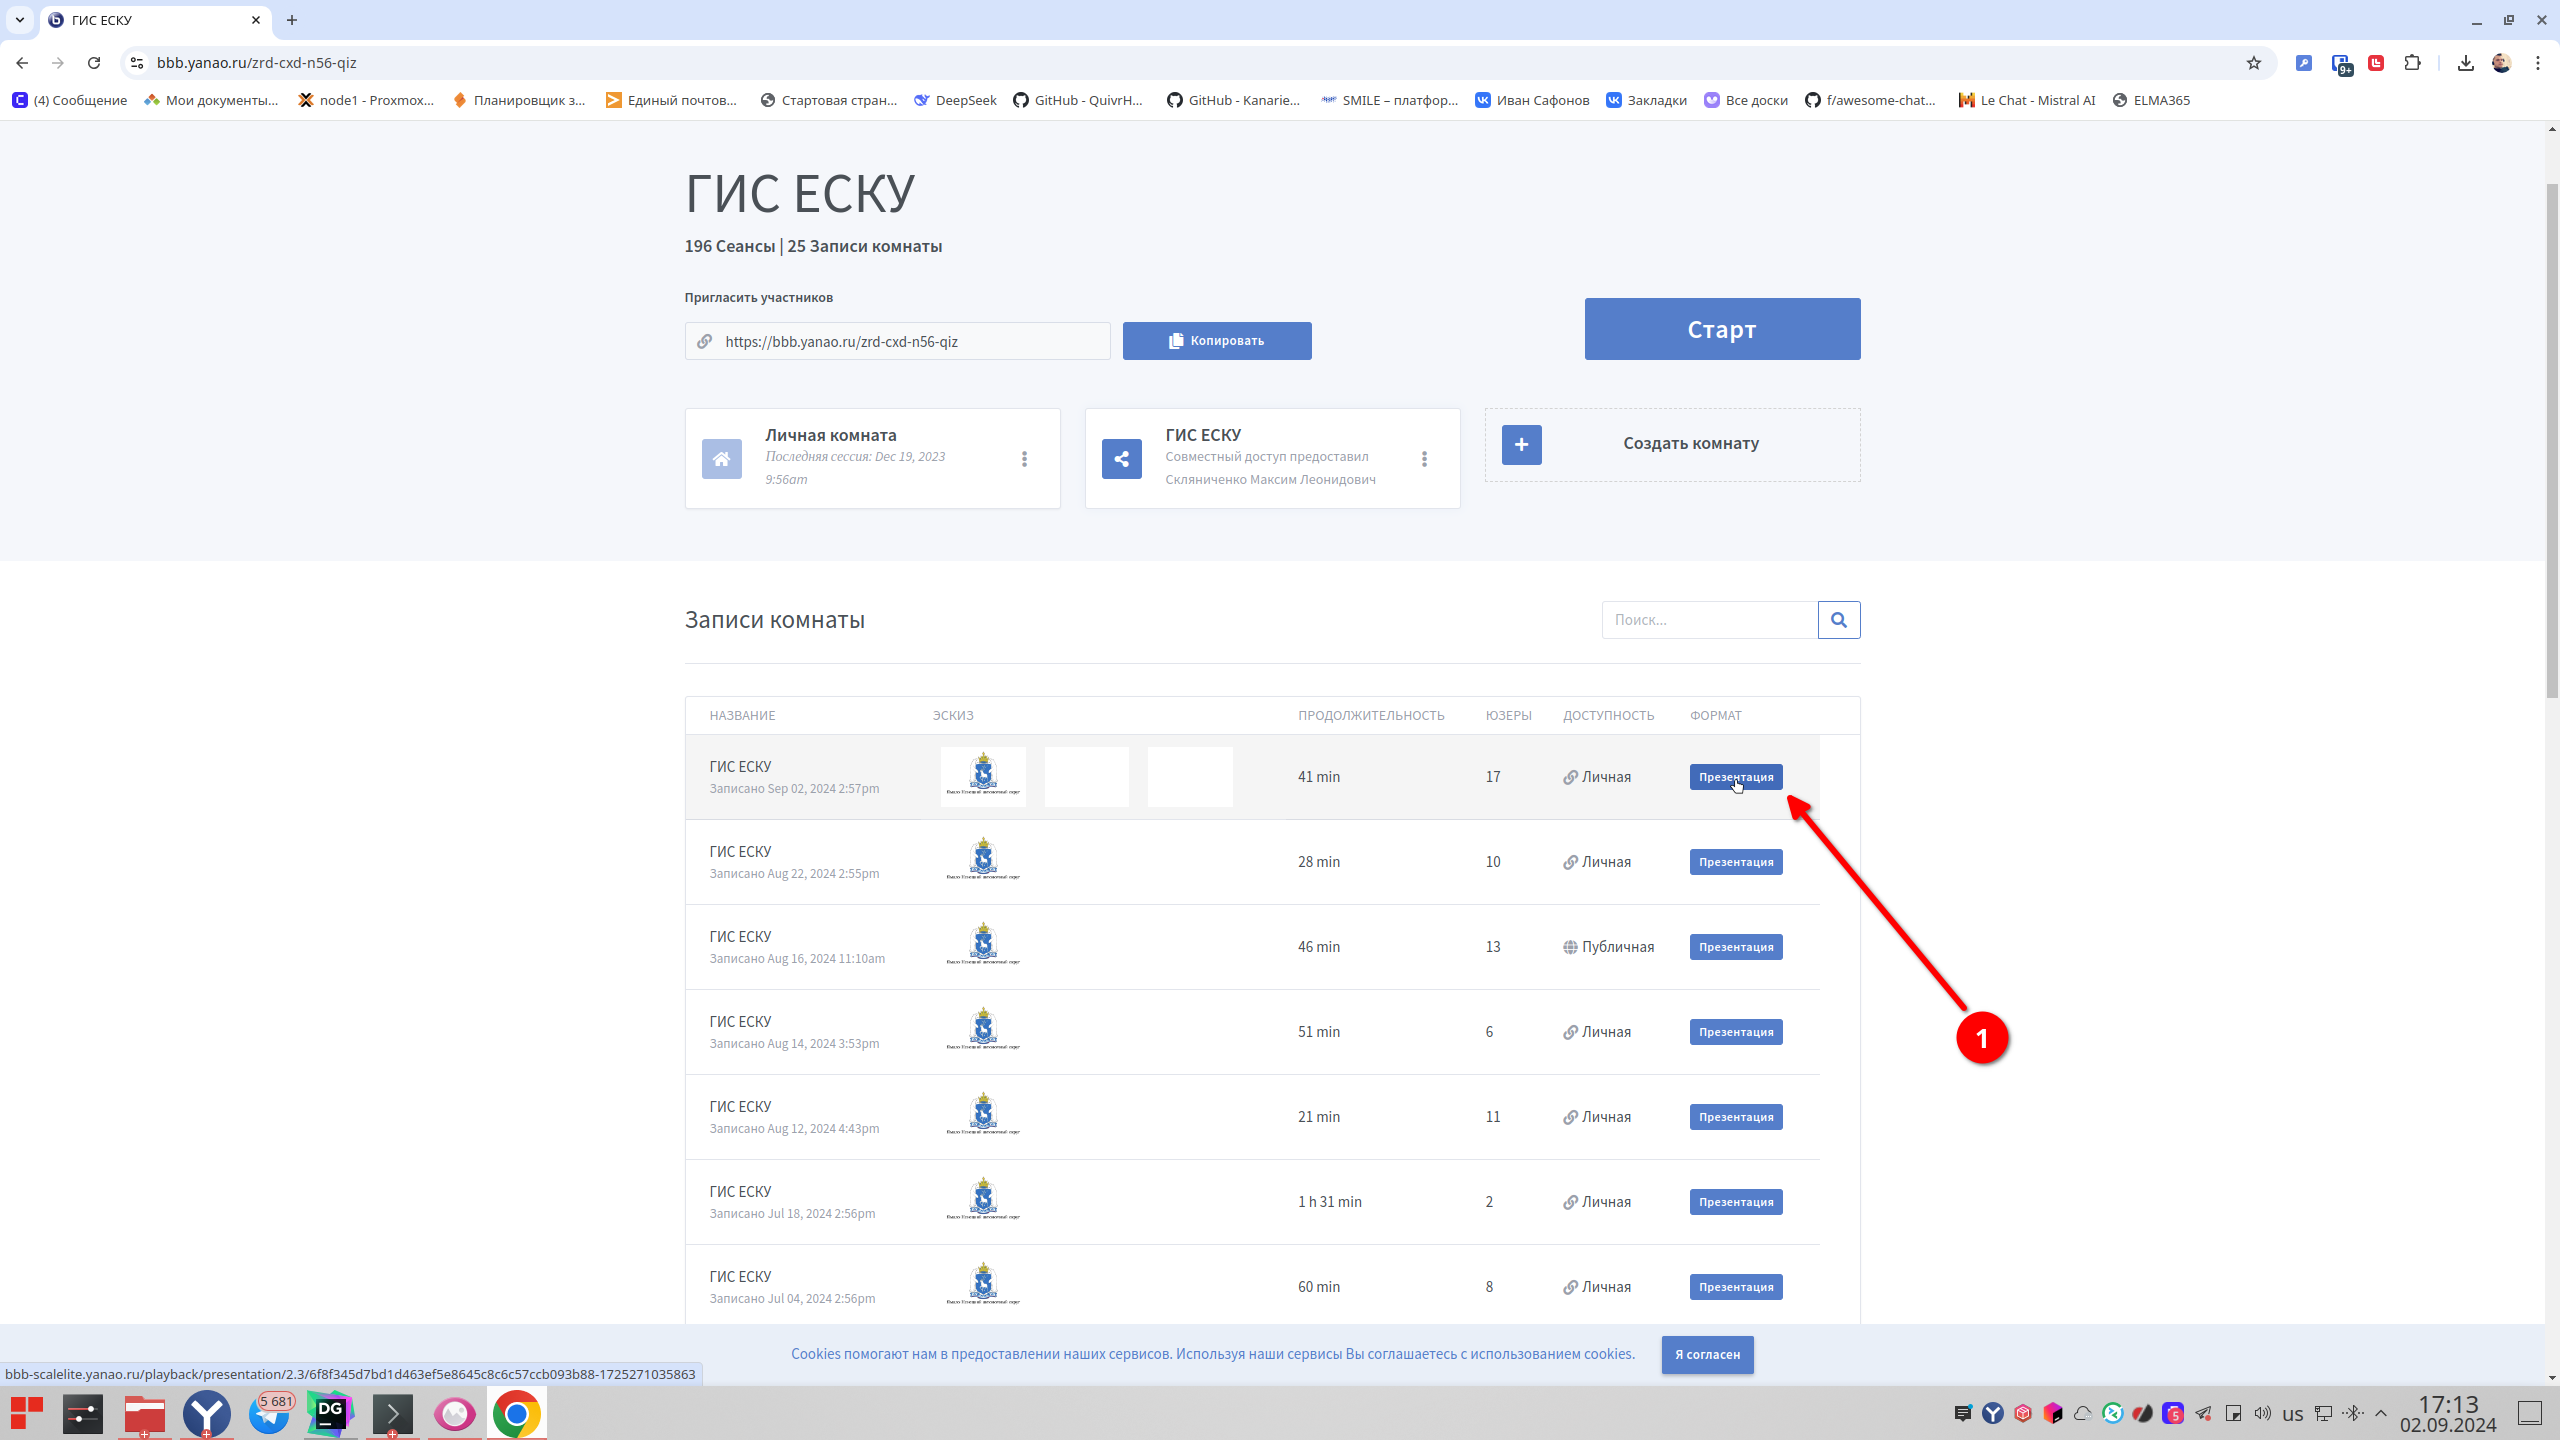 ГИС ЕСКУ
bbb.yanao.ru/zrd-cxd-n56-qiz
9+
(4) Сообщение
Мои документы...
node1 - Proxmox...
Планировщик з...
Единый почтов...
Стартовая стран...
DeepSeek
GitHub - QuivrH...
GitHub - Kanarie...
SMILE – платфор...
Иван Сафонов
Закладки
Все доски
f/awesome-chat...
Le Chat - Mistral AI
ELMA365
ГИС ЕСКУ
196 Сеансы | 25 Записи комнаты
Пригласить участников
https://bbb.yanao.ru/zrd-cxd-n56-qiz
Копировать
Старт
Личная комната
Последняя сессия: Dec 19, 2023
9:56am
ГИС ЕСКУ
Совместный доступ предоставил
Скляниченко Максим Леонидович
Создать комнату
Записи комнаты
Поиск...
НАЗВАНИЕ ЭСКИЗ ПРОДОЛЖИТЕЛЬНОСТЬ ЮЗЕРЫ ДОСТУПНОСТЬ ФОРМАТ
ГИС ЕСКУ
Записано Sep 02, 2024 2:57pm
41 min 17 Личная Презентация
ГИС ЕСКУ
Записано Aug 22, 2024 2:55pm
28 min 10 Личная Презентация
ГИС ЕСКУ
Записано Aug 16, 2024 11:10am
46 min 13 Публичная Презентация
ГИС ЕСКУ
Записано Aug 14, 2024 3:53pm
51 min 6 Личная Презентация
1
ГИС ЕСКУ
Записано Aug 12, 2024 4:43pm
21 min 11 Личная Презентация
ГИС ЕСКУ
Записано Jul 18, 2024 2:56pm
1 h 31 min 2 Личная Презентация
ГИС ЕСКУ
Записано Jul 04, 2024 2:56pm
60 min 8 Личная Презентация
Cookies помогают нам в предоставлении наших сервисов. Используя наши сервисы Вы соглашаетесь с использованием cookies.
Я согласен
bbb-scalelite.yanao.ru/playback/presentation/2.3/6f8f345d7bd1d463ef5e8645c8c6c57ccb093b88-1725271035863
5 681
DG
5
us
17:13
02.09.2024